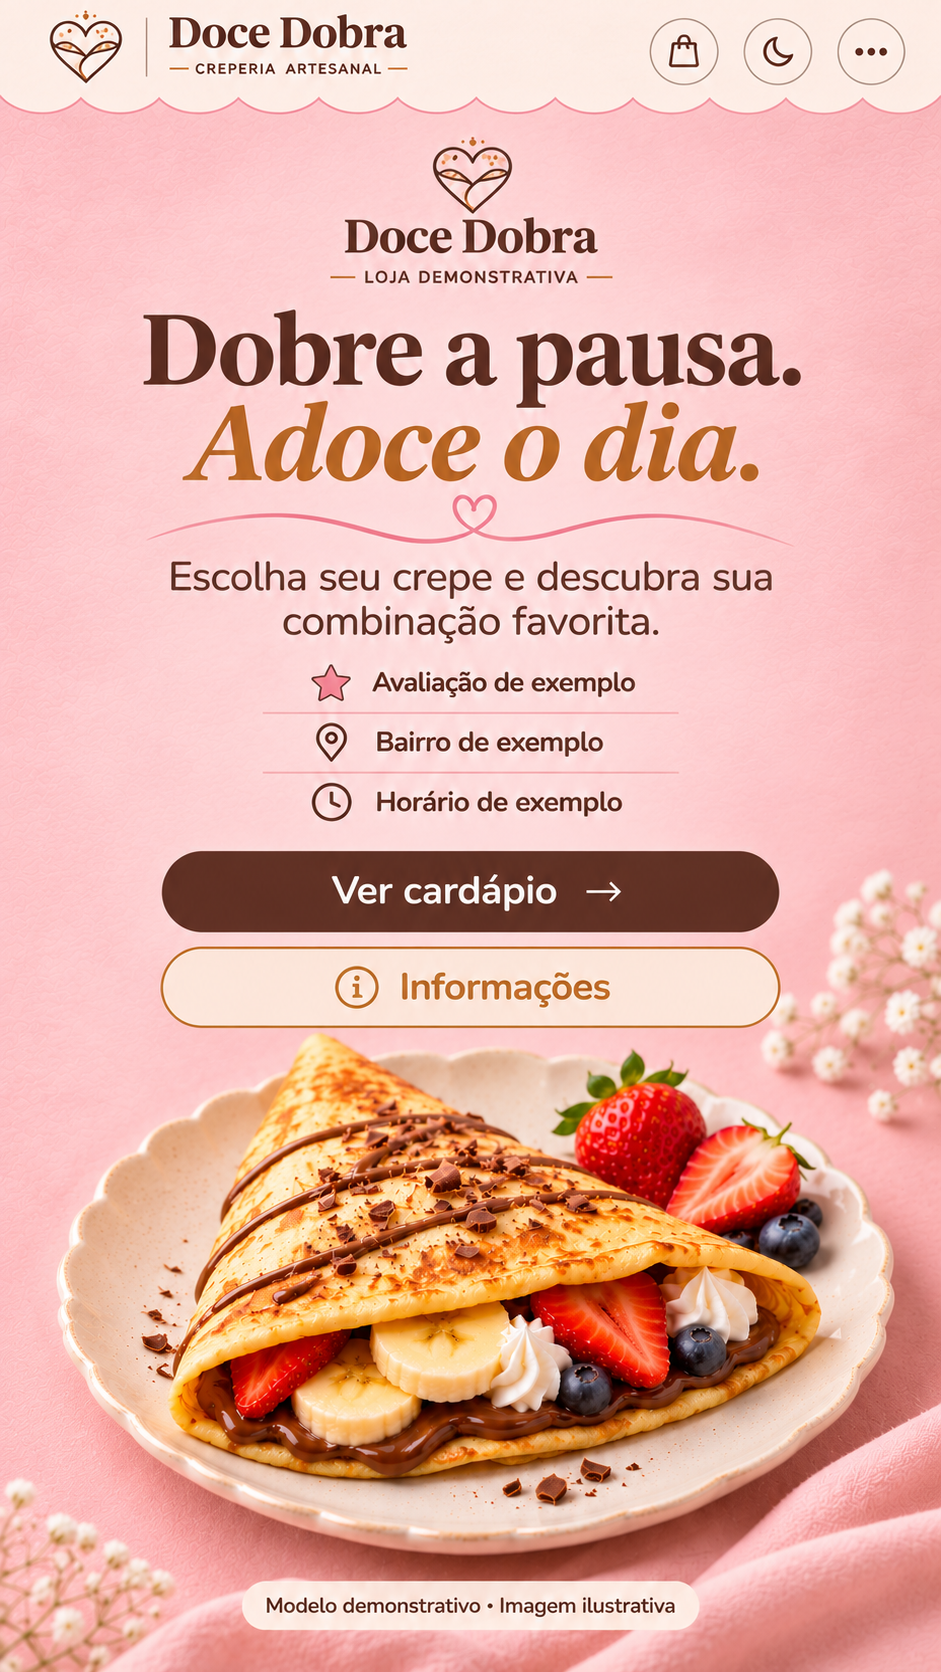 Doce Dobra
CREPERIA ARTESANAL
Doce Dobra
LOJA DEMONSTRATIVA
Dobre a pausa.
Adoce o dia.
Escolha seu crepe e descubra sua
combinação favorita.
Avaliação de exemplo
Bairro de exemplo
Horário de exemplo
Ver cardápio →
Informações
Modelo demonstrativo • Imagem ilustrativa